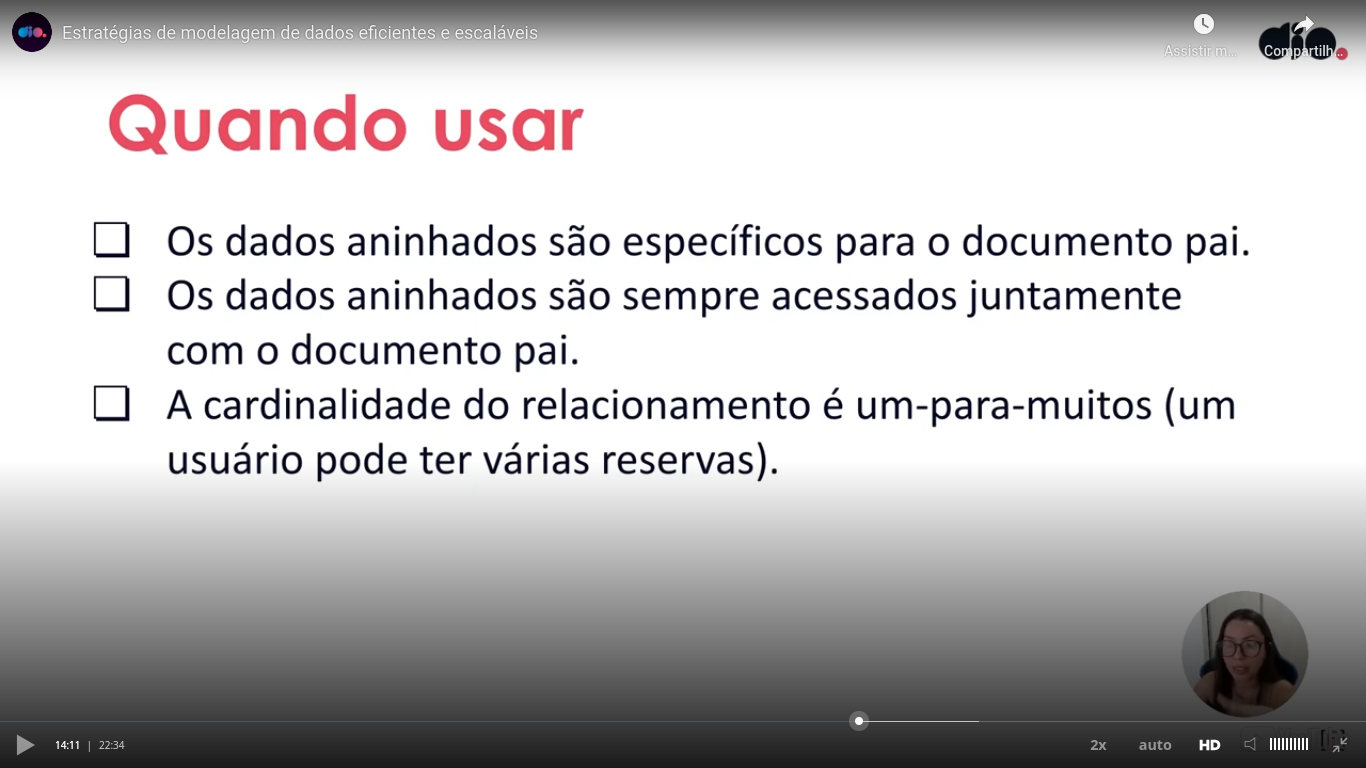 dio.
Estratégias de modelagem de dados eficientes e escaláveis
Assistir m...
dio
Compartilh...
Quando usar
Os dados aninhados são específicos para o documento pai.
Os dados aninhados são sempre acessados juntamente
com o documento pai.
A cardinalidade do relacionamento é um-para-muitos (um
usuário pode ter várias reservas).
14:11 | 22:34
2x
auto
HD